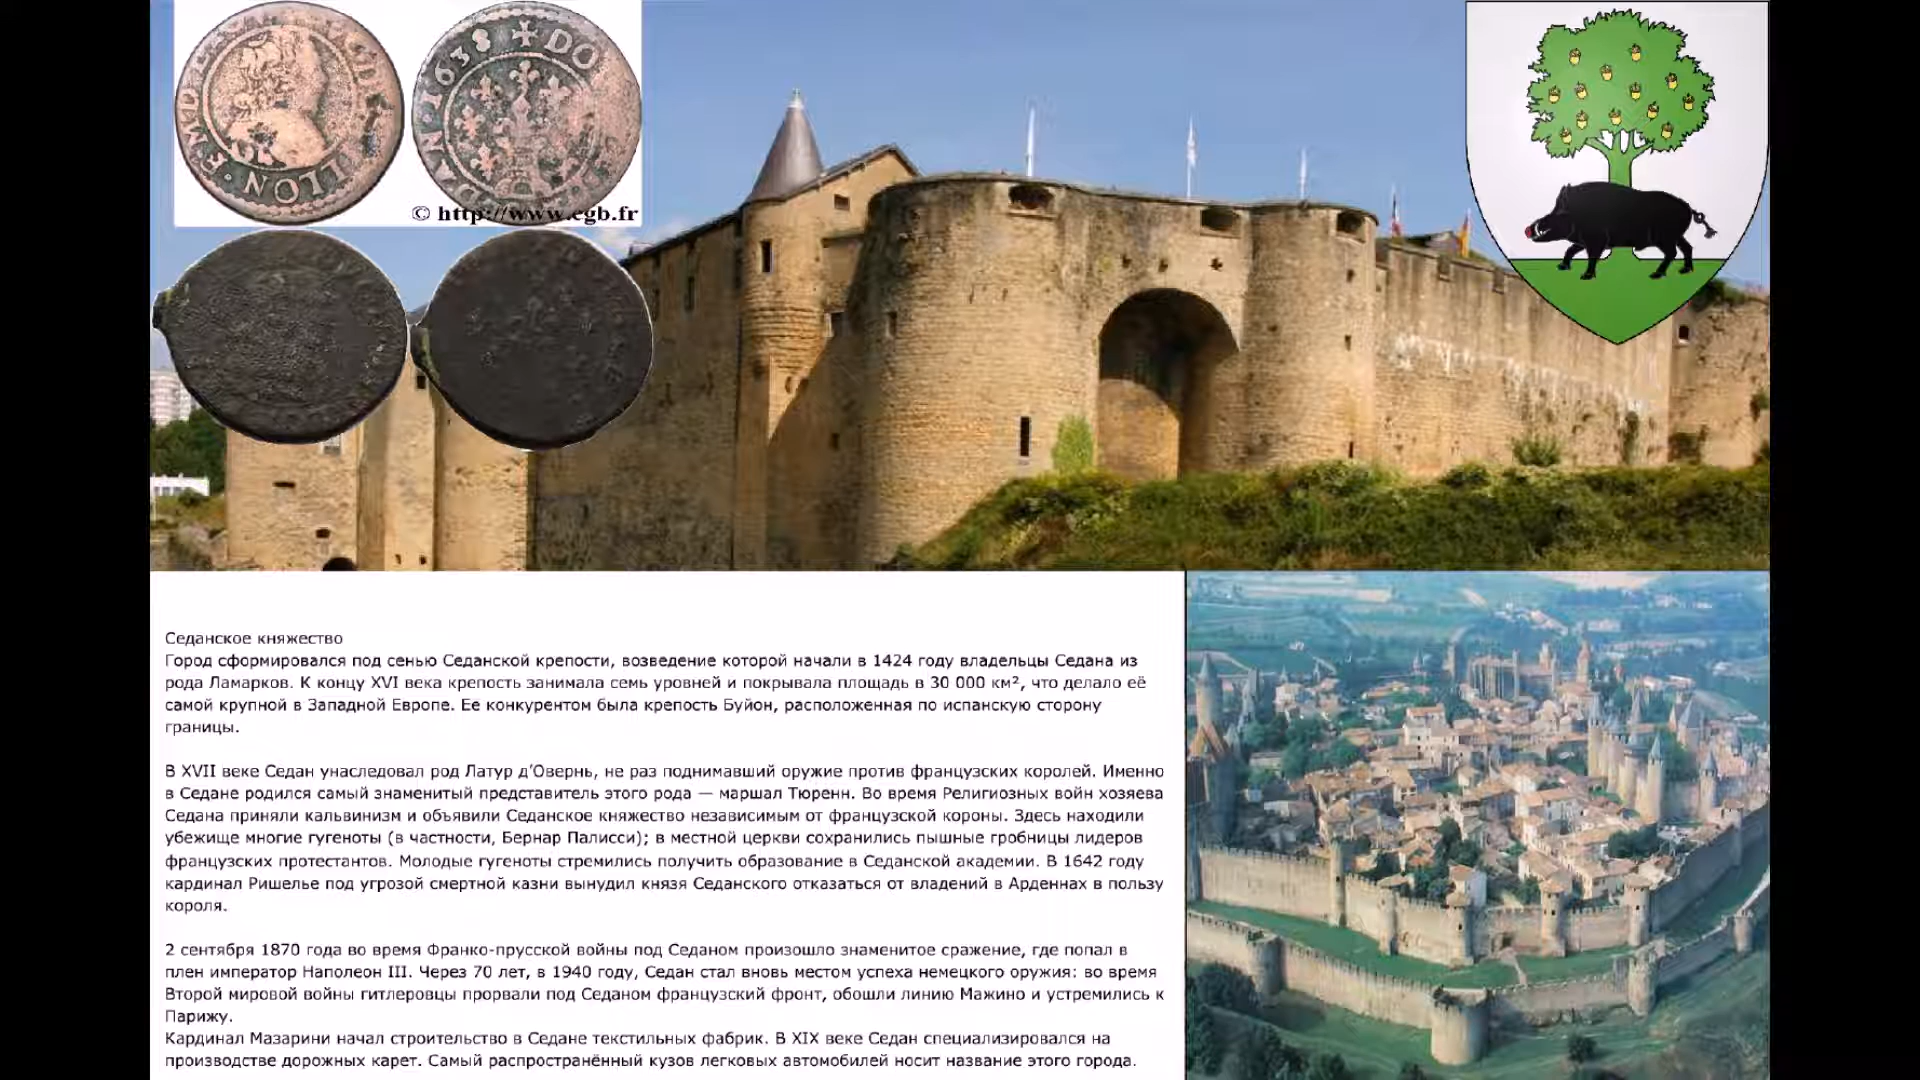 1638 DO
LLON
© http://www.cgb.fr
Седанское княжество
Город сформировался под сенью Седанской крепости, возведение которой начали в 1424 году владельцы Седана из
рода Ламарков. К концу XVI века крепость занимала семь уровней и покрывала площадь в 30 000 км², что делало её
самой крупной в Западной Европе. Ее конкурентом была крепость Буйон, расположенная по испанскую сторону
границы.
В XVII веке Седан унаследовал род Латур д’Овернь, не раз поднимавший оружие против французских королей. Именно
в Седане родился самый знаменитый представитель этого рода — маршал Тюренн. Во время Религиозных войн хозяева
Седана приняли кальвинизм и объявили Седанское княжество независимым от французской короны. Здесь находили
убежище многие гугеноты (в частности, Бернар Палисси); в местной церкви сохранились пышные гробницы лидеров
французских протестантов. Молодые гугеноты стремились получить образование в Седанской академии. В 1642 году
кардинал Ришелье под угрозой смертной казни вынудил князя Седанского отказаться от владений в Арденнах в пользу
короля.
2 сентября 1870 года во время Франко-прусской войны под Седаном произошло знаменитое сражение, где попал в
плен император Наполеон III. Через 70 лет, в 1940 году, Седан стал вновь местом успеха немецкого оружия: во время
Второй мировой войны гитлеровцы прорвали под Седаном французский фронт, обошли линию Мажино и устремились к
Парижу.
Кардинал Мазарини начал строительство в Седане текстильных фабрик. В XIX веке Седан специализировался на
производстве дорожных карет. Самый распространённый кузов легковых автомобилей носит название этого города.